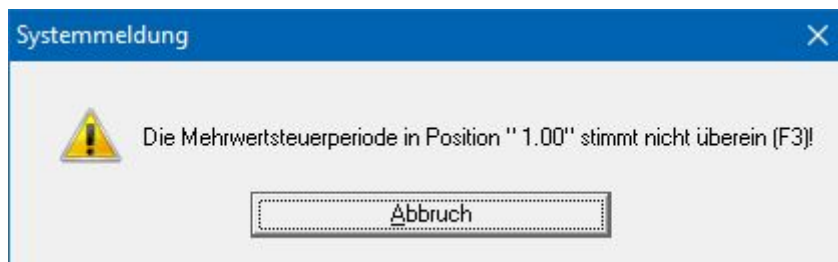 Systemmeldung
Die Mehrwertsteuerperiode in Position " 1.00" stimmt nicht überein (F3)!
Abbruch